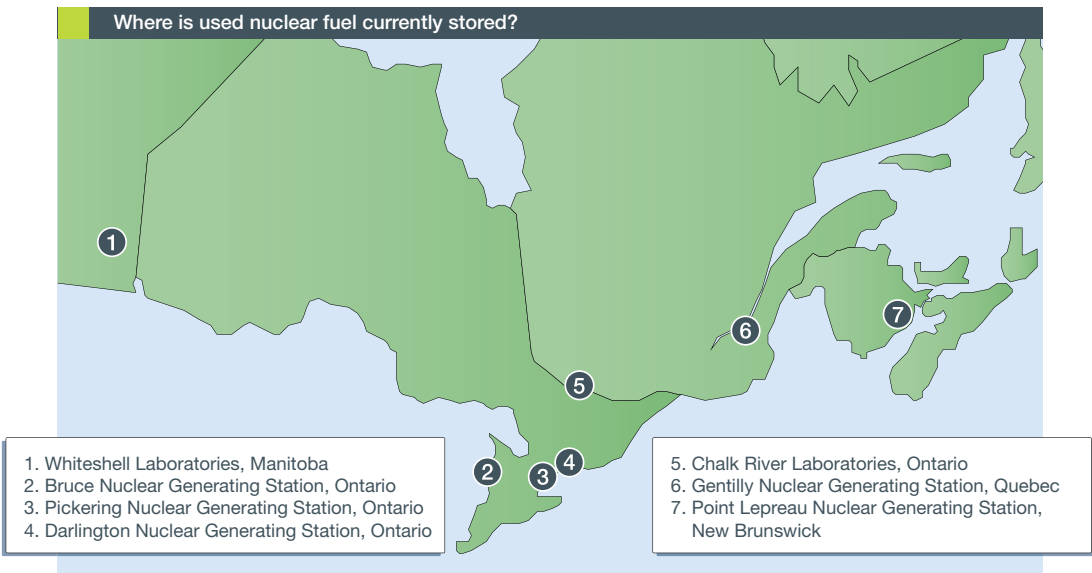 Where is used nuclear fuel currently stored?
1
2
3
4
5
6
7
1. Whiteshell Laboratories, Manitoba
2. Bruce Nuclear Generating Station, Ontario
3. Pickering Nuclear Generating Station, Ontario
4. Darlington Nuclear Generating Station, Ontario
5. Chalk River Laboratories, Ontario
6. Gentilly Nuclear Generating Station, Quebec
7. Point Lepreau Nuclear Generating Station,
New Brunswick